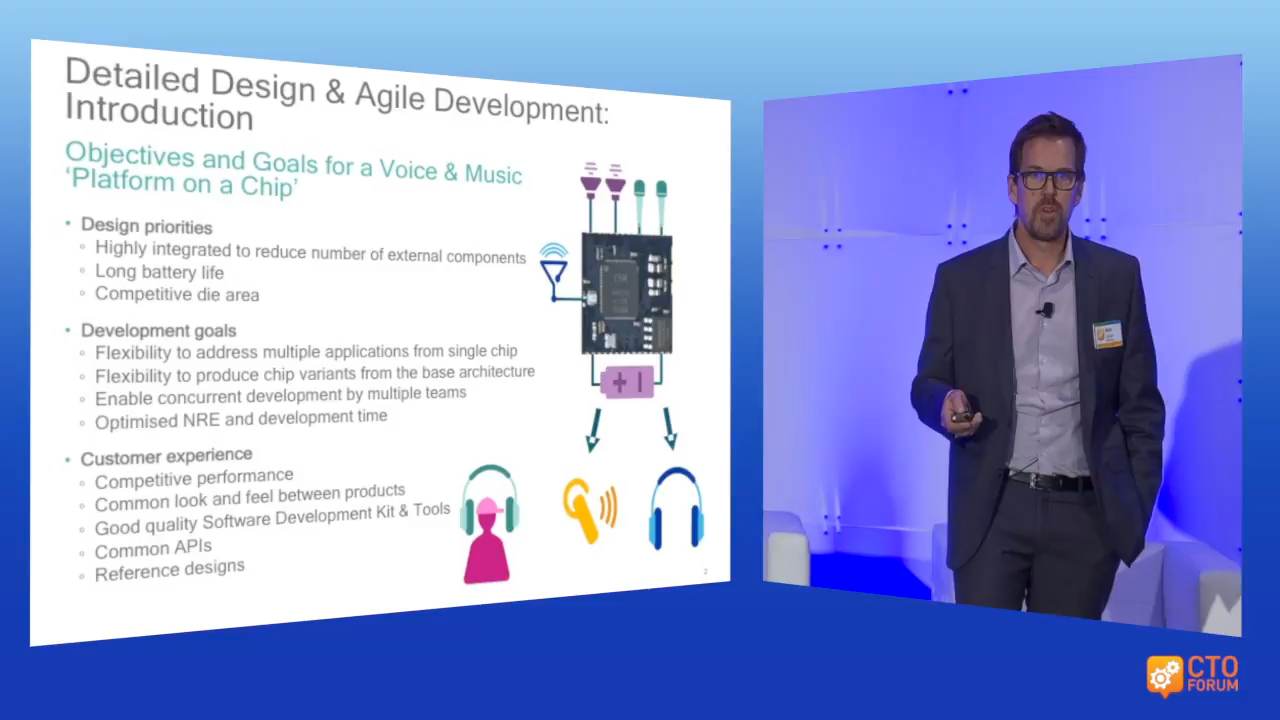 Detailed Design & Agile Development:
Introduction
Objectives and Goals for a Voice & Music
‘Platform on a Chip’
• Design priorities
◦ Highly integrated to reduce number of external components
◦ Long battery life
◦ Competitive die area
• Development goals
◦ Flexibility to address multiple applications from single chip
◦ Flexibility to produce chip variants from the base architecture
◦ Enable concurrent development by multiple teams
◦ Optimised NRE and development time
• Customer experience
◦ Competitive performance
◦ Common look and feel between products
◦ Good quality Software Development Kit & Tools
◦ Common APIs
◦ Reference designs
2
CTO
FORUM